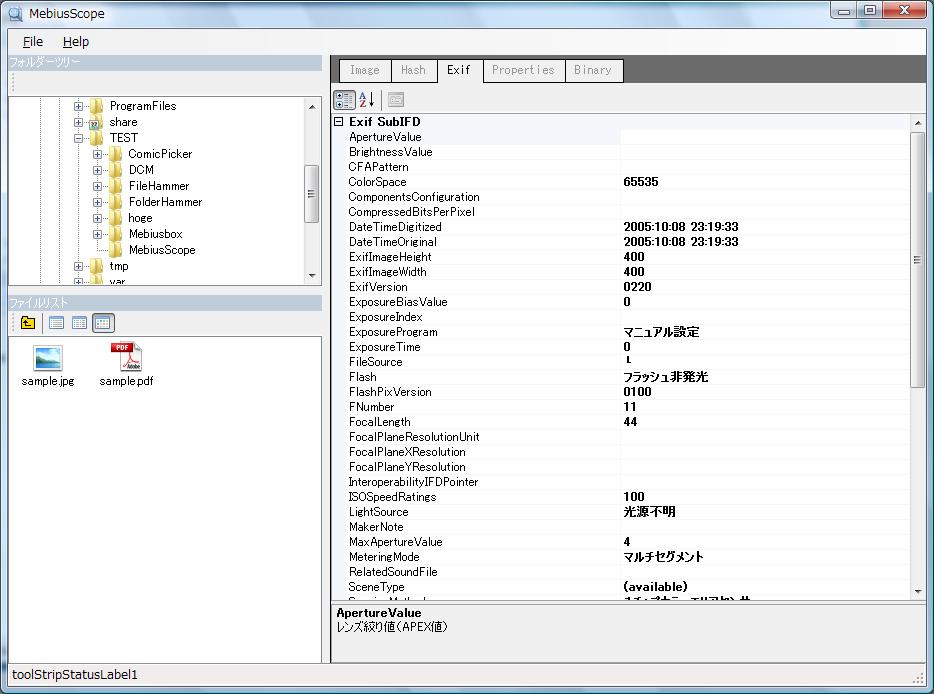 MebiusScope
File Help
フォルダーツリー
ProgramFiles
share
TEST
ComicPicker
DCM
FileHammer
FolderHammer
hoge
Mebiusbox
MebiusScope
tmp
var
ファイルリスト
sample.jpg
PDF
Adobe
sample.pdf
Image Hash Exif Properties Binary
Exif SubIFD
ApertureValue
BrightnessValue
CFAPattern
ColorSpace 65535
ComponentsConfiguration
CompressedBitsPerPixel
DateTimeDigitized 2005:10:08 23:19:33
DateTimeOriginal 2005:10:08 23:19:33
ExifImageHeight 400
ExifImageWidth 400
ExifVersion 0220
ExposureBiasValue 0
ExposureIndex
ExposureProgram マニュアル設定
ExposureTime 0
FileSource
Flash フラッシュ非発光
FlashPixVersion 0100
FNumber 11
FocalLength 44
FocalPlaneResolutionUnit
FocalPlaneXResolution
FocalPlaneYResolution
InteroperabilityIFDPointer
ISOSpeedRatings 100
LightSource 光源不明
MakerNote
MaxApertureValue 4
MeteringMode マルチセグメント
RelatedSoundFile
SceneType (available)
ApertureValue
レンズ絞り値(APEX値)
toolStripStatusLabel1